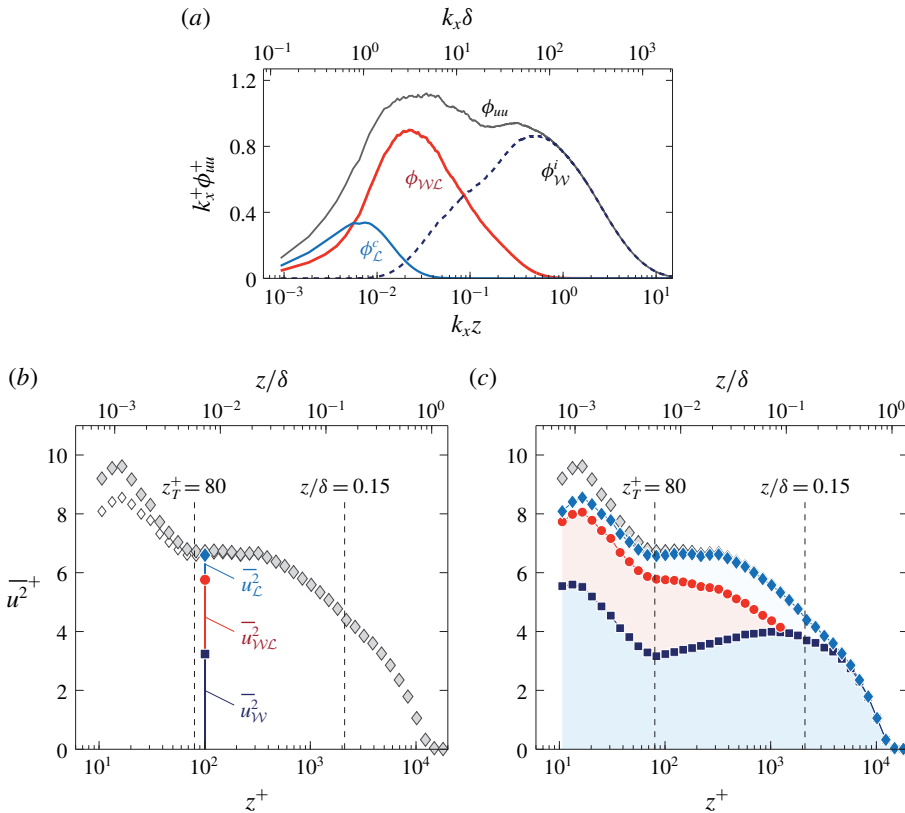 (a)
k_xδ
10^−1 10^0 10^1 10^2 10^3
1.2
0.8
0.4
0
k_x^+ϕ_uu^+
ϕ_uu
ϕ_𝒲ℒ
ϕ_𝒲^i
ϕ_ℒ^c
10^−3 10^−2 10^−1 10^0 10^1
k_xz
(b)
z/δ
10^−3 10^−2 10^−1 10^0
10
8
6
4
2
0
\overline{u^2}^+
z_T^+ = 80
z/δ = 0.15
\overline{u}_ℒ^2
\overline{u}_𝒲ℒ^2
\overline{u}_𝒲^2
10^1 10^2 10^3 10^4
z^+
(c)
z/δ
10^−3 10^−2 10^−1 10^0
10
8
6
4
2
0
z_T^+ = 80
z/δ = 0.15
10^1 10^2 10^3 10^4
z^+